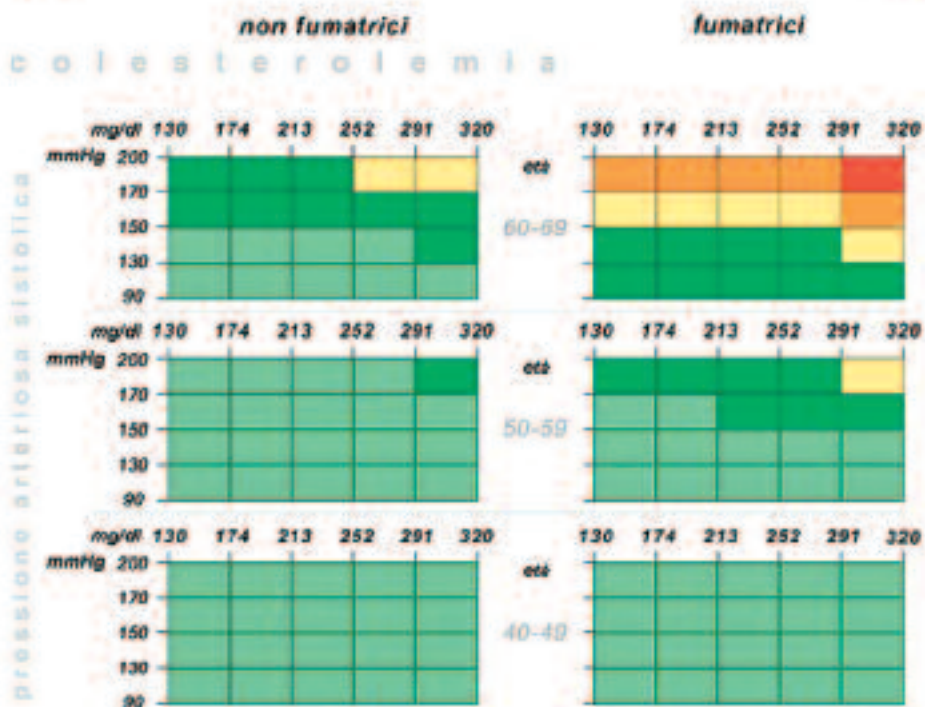 non fumatrici fumatrici
colesterolemia
mg/dl 130 174 213 252 291 320 130 174 213 252 291 320
mmHg 200 età
170
150 60-69
130
90
mg/dl 130 174 213 252 291 320 130 174 213 252 291 320
mmHg 200 età
170
150 50-59
130
90
mg/dl 130 174 213 252 291 320 130 174 213 252 291 320
mmHg 200 età
170
150 40-49
130
90
pressione arteriosa sistolica